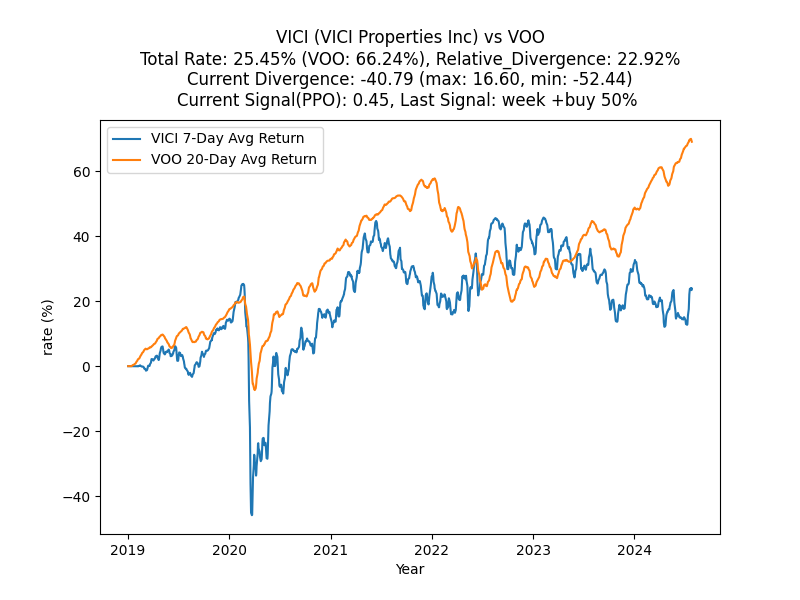 VICI (VICI Properties Inc) vs VOO
Total Rate: 25.45% (VOO: 66.24%), Relative_Divergence: 22.92%
Current Divergence: -40.79 (max: 16.60, min: -52.44)
Current Signal(PPO): 0.45, Last Signal: week +buy 50%
VICI 7-Day Avg Return
VOO 20-Day Avg Return
rate (%)
60
40
20
0
−20
−40
2019 2020 2021 2022 2023 2024
Year